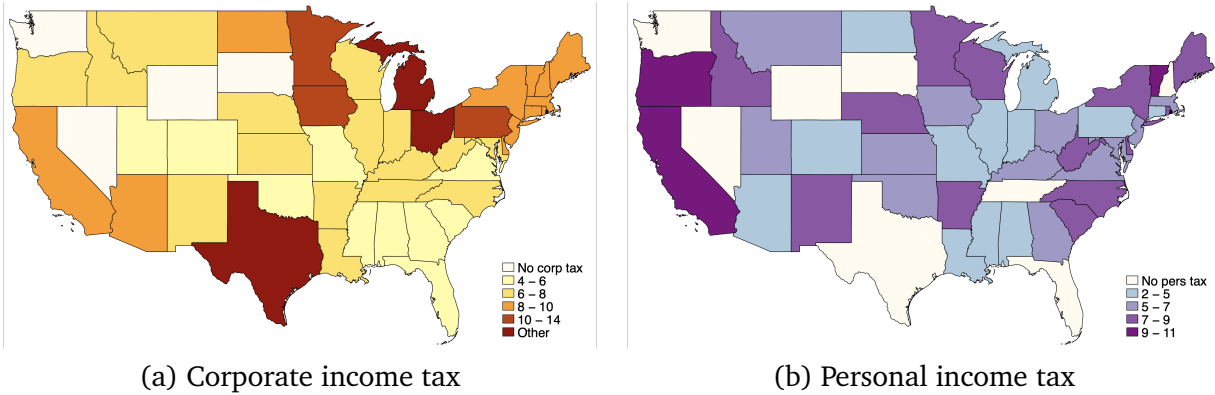 No corp tax
4 – 6
6 – 8
8 – 10
10 – 14
Other
(a) Corporate income tax
No pers tax
2 – 5
5 – 7
7 – 9
9 – 11
(b) Personal income tax